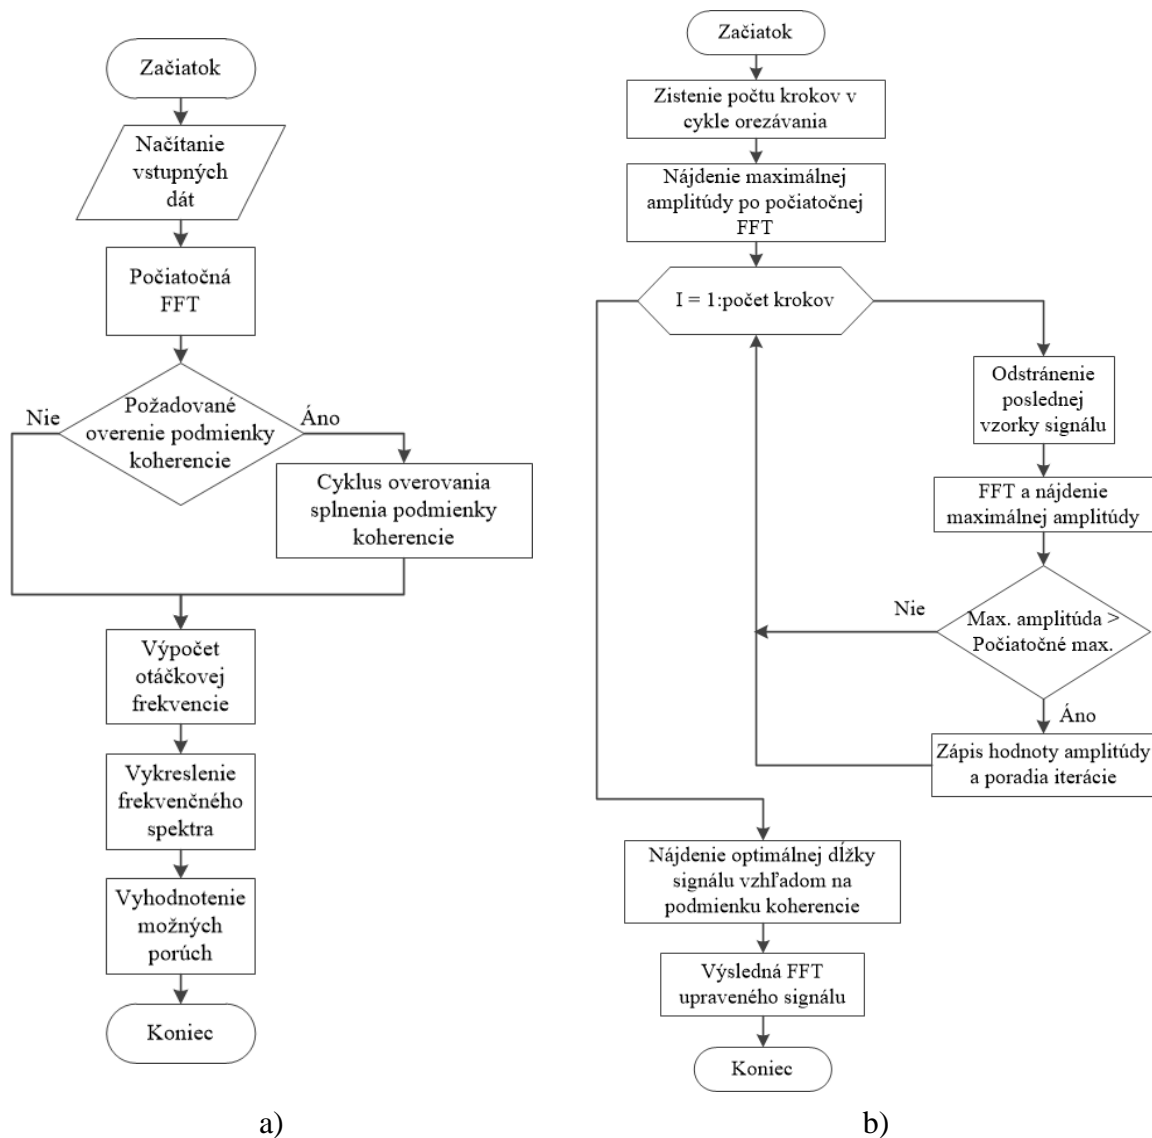 Začiatok
Načítanie
vstupných
dát
Počiatočná
FFT
Nie
Požadované
overenie podmienky
koherencie
Áno
Cyklus overovania
splnenia podmienky
koherencie
Výpočet
otáčkovej
frekvencie
Vykreslenie
frekvenčného
spektra
Vyhodnotenie
možných
porúch
Koniec
a)
Začiatok
Zistenie počtu krokov v
cykle orezávania
Nájdenie maximálnej
amplitúdy po počiatočnej
FFT
I = 1:počet krokov
Odstránenie
poslednej
vzorky signálu
FFT a nájdenie
maximálnej amplitúdy
Nie
Max. amplitúda >
Počiatočné max.
Áno
Zápis hodnoty amplitúdy
a poradia iterácie
Nájdenie optimálnej dĺžky
signálu vzhľadom na
podmienku koherencie
Výsledná FFT
upraveného signálu
Koniec
b)